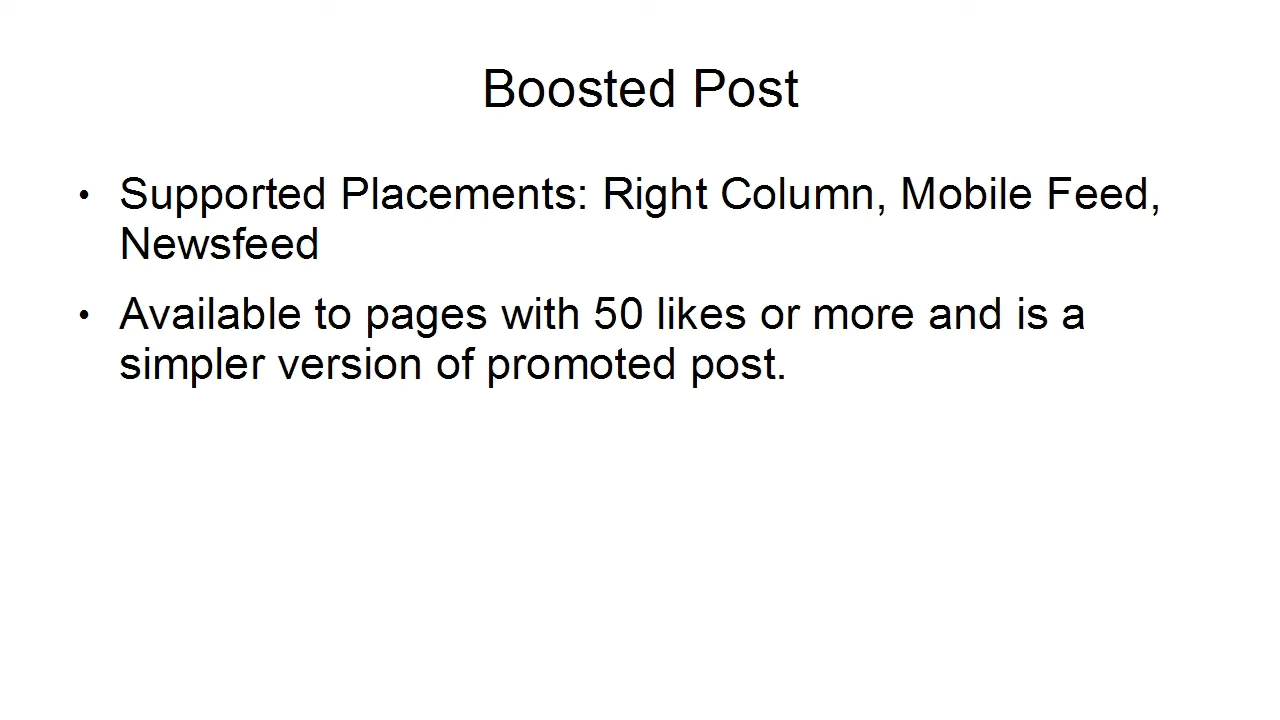 Boosted Post
• Supported Placements: Right Column, Mobile Feed,
Newsfeed
• Available to pages with 50 likes or more and is a
simpler version of promoted post.